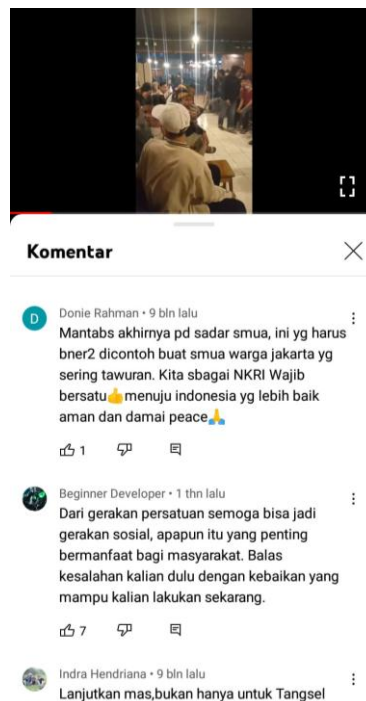 Komentar
D
Donie Rahman • 9 bln lalu
Mantabs akhirnya pd sadar smua, ini yg harus
bner2 dicontoh buat smua warga jakarta yg
sering tawuran. Kita sbagai NKRI Wajib
bersatu👍menuju indonesia yg lebih baik
aman dan damai peace🙏
1
Beginner Developer • 1 thn lalu
Dari gerakan persatuan semoga bisa jadi
gerakan sosial, apapun itu yang penting
bermanfaat bagi masyarakat. Balas
kesalahan kalian dulu dengan kebaikan yang
mampu kalian lakukan sekarang.
7
Indra Hendriana • 9 bln lalu
Lanjutkan mas,bukan hanya untuk Tangsel